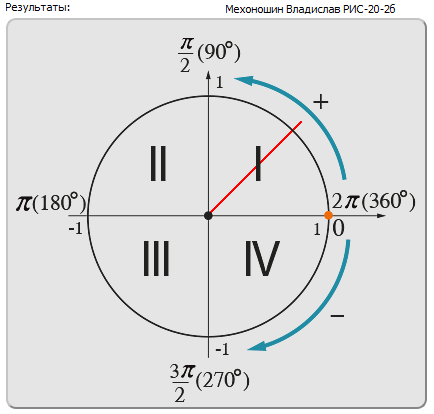 Результаты: Мехоношин Владислав РИС-20-2б
π/2 (90°)
1
+
II I
π(180°) 2π(360°)
-1 1 0
III IV
−
-1
3π/2 (270°)